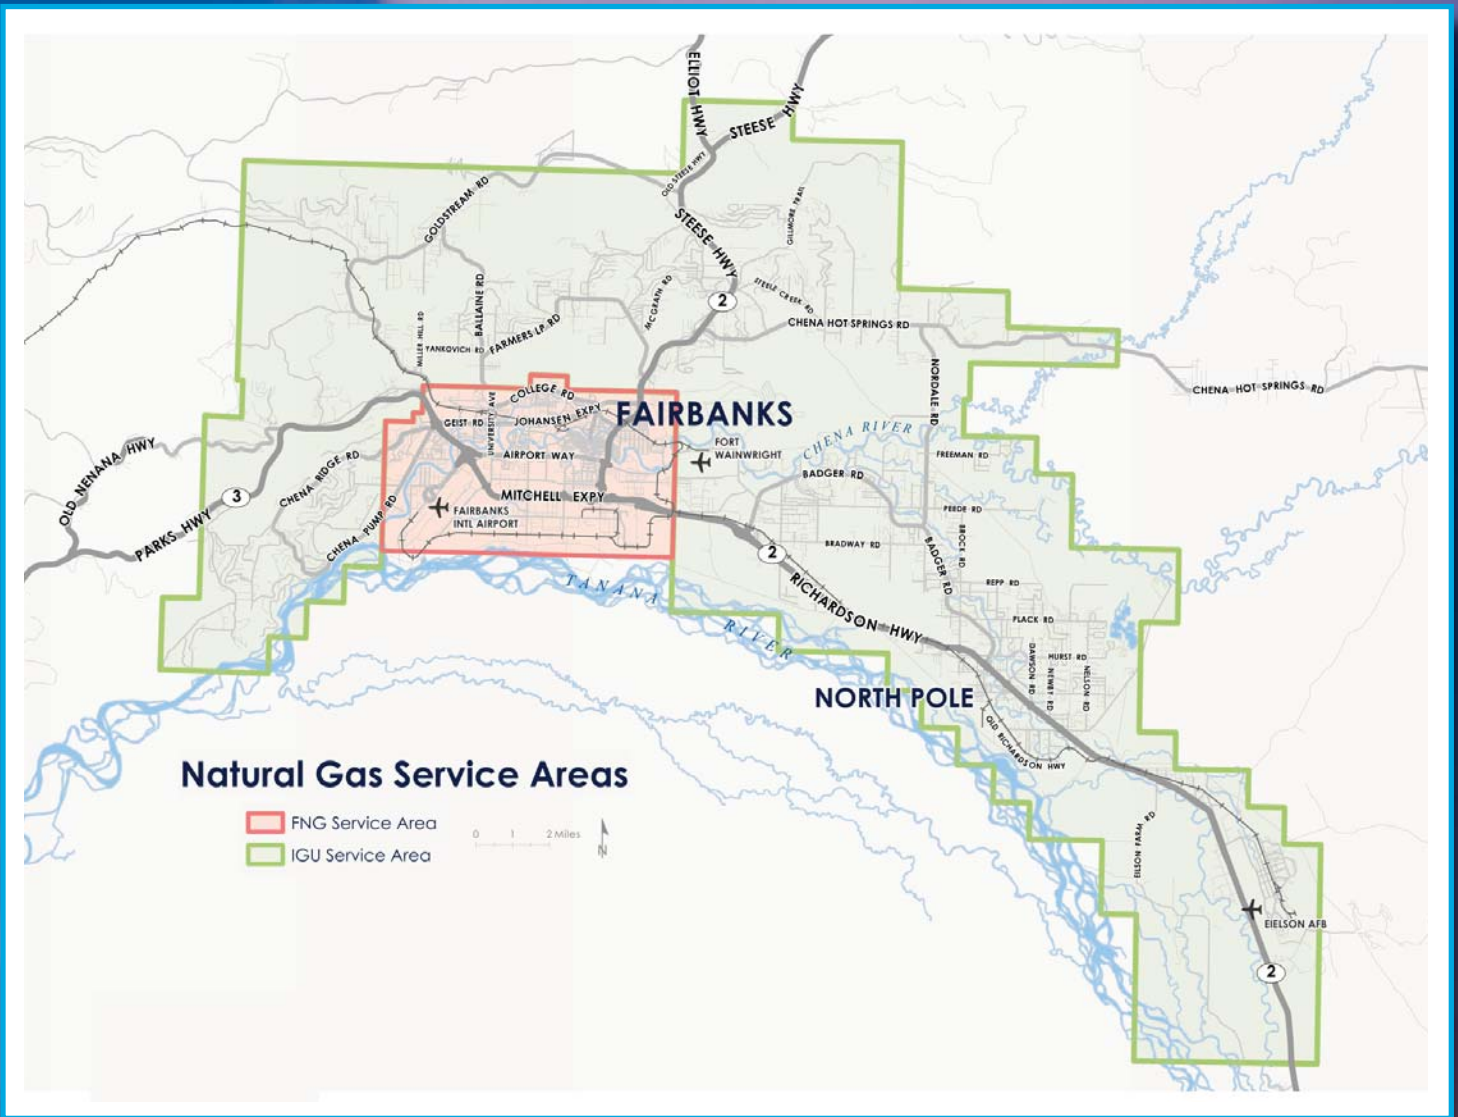 ELLIOT HWY
STEESE HWY
OLD STEESE HWY
GOLDSTREAM RD
GILLMORE TRAIL
STEESE HWY
BALLAINE RD
MCGRATH RD
2
STEELE CREEK RD
CHENA HOT SPRINGS RD
MILLER HILL RD
YANKOVICH RD
FARMERS LP RD
NORDALE RD
CHENA HOT SPRINGS RD
COLLEGE RD
UNIVERSITY AVE
GEIST RD
JOHANSEN EXPY
FAIRBANKS
CHENA RIVER
FORT
WAINWRIGHT
OLD NENANA HWY
CHENA RIDGE RD
AIRPORT WAY
FREEMAN RD
BADGER RD
3
PARKS HWY
CHENA PUMP RD
MITCHELL EXPY
FAIRBANKS
INTL AIRPORT
PEEDE RD
BROCK RD
BRADWAY RD
BADGER RD
2
RICHARDSON HWY
REPP RD
TANANA
RIVER
PLACK RD
HURST RD
DAWSON RD
NEWBY RD
NELSON RD
NORTH POLE
OLD RICHARDSON HWY
Natural Gas Service Areas
FNG Service Area
IGU Service Area
0 1 2 Miles
N
EILSON FARM RD
EIELSON AFB
2